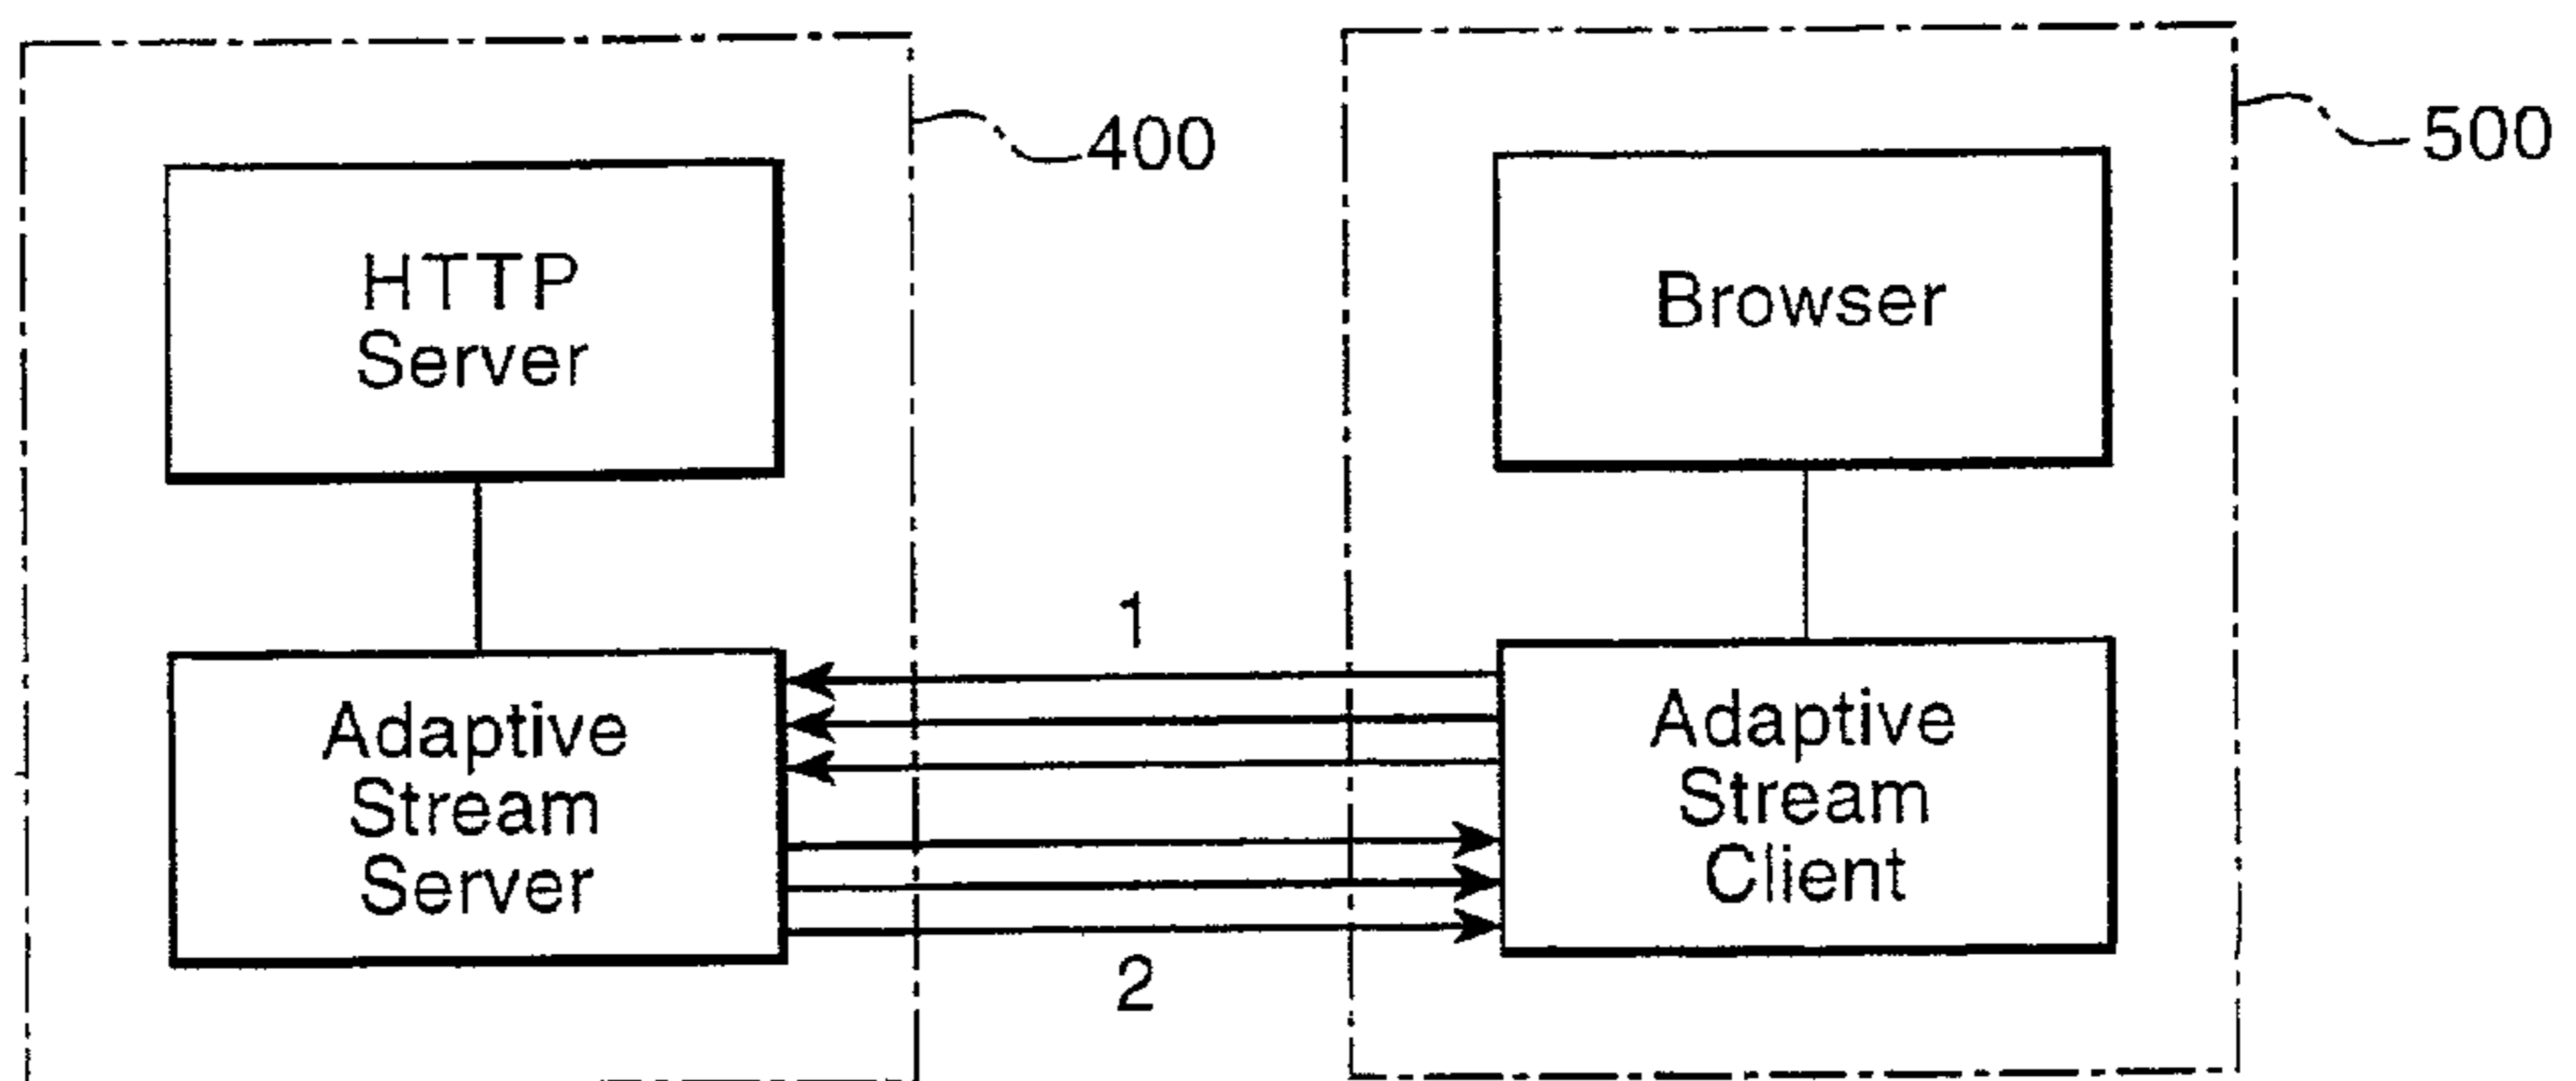 400
500
HTTP
Server
Browser
1
Adaptive
Stream
Server
Adaptive
Stream
Client
2